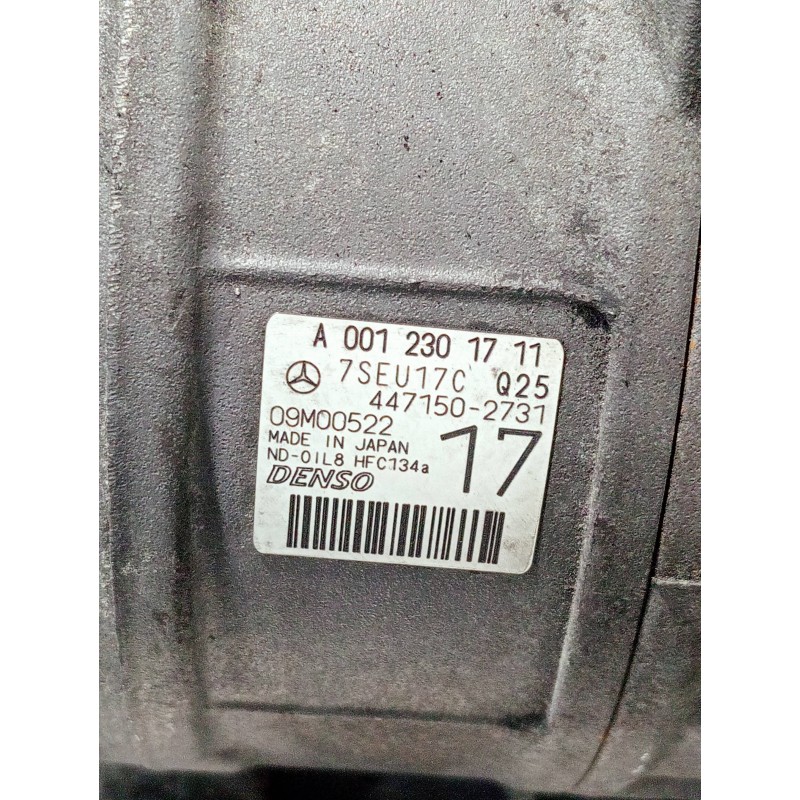 A 001 230 17 11
7SEU17C Q25
447150-2731
09M00522
MADE IN JAPAN
ND-OIL8 HFC134a
17
DENSO